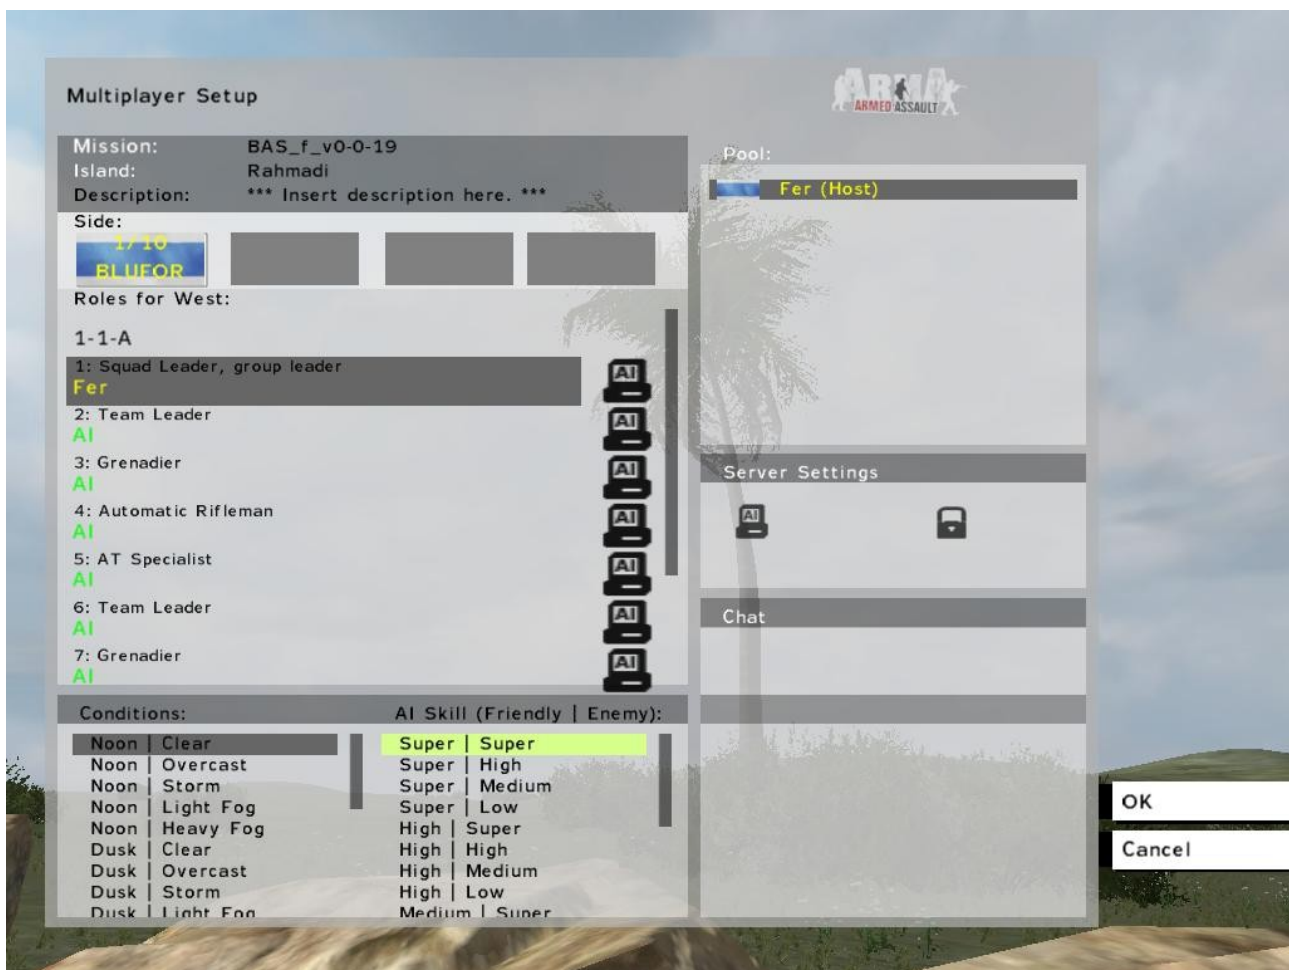 Multiplayer Setup
ARMA
ARMED ASSAULT
Mission: BAS_f_v0-0-19
Island: Rahmadi
Description: *** Insert description here. ***
Side:
1/10
BLUFOR
Roles for West:
1-1-A
1: Squad Leader, group leader
Fer
AI
2: Team Leader
AI
AI
3: Grenadier
AI
AI
4: Automatic Rifleman
AI
AI
5: AT Specialist
AI
AI
6: Team Leader
AI
AI
7: Grenadier
AI
AI
Conditions: AI Skill (Friendly | Enemy):
Noon | Clear Super | Super
Noon | Overcast Super | High
Noon | Storm Super | Medium
Noon | Light Fog Super | Low
Noon | Heavy Fog High | Super
Dusk | Clear High | High
Dusk | Overcast High | Medium
Dusk | Storm High | Low
Dusk | Light Fog Medium | Super
Pool:
Fer (Host)
Server Settings
AI
Chat
OK
Cancel